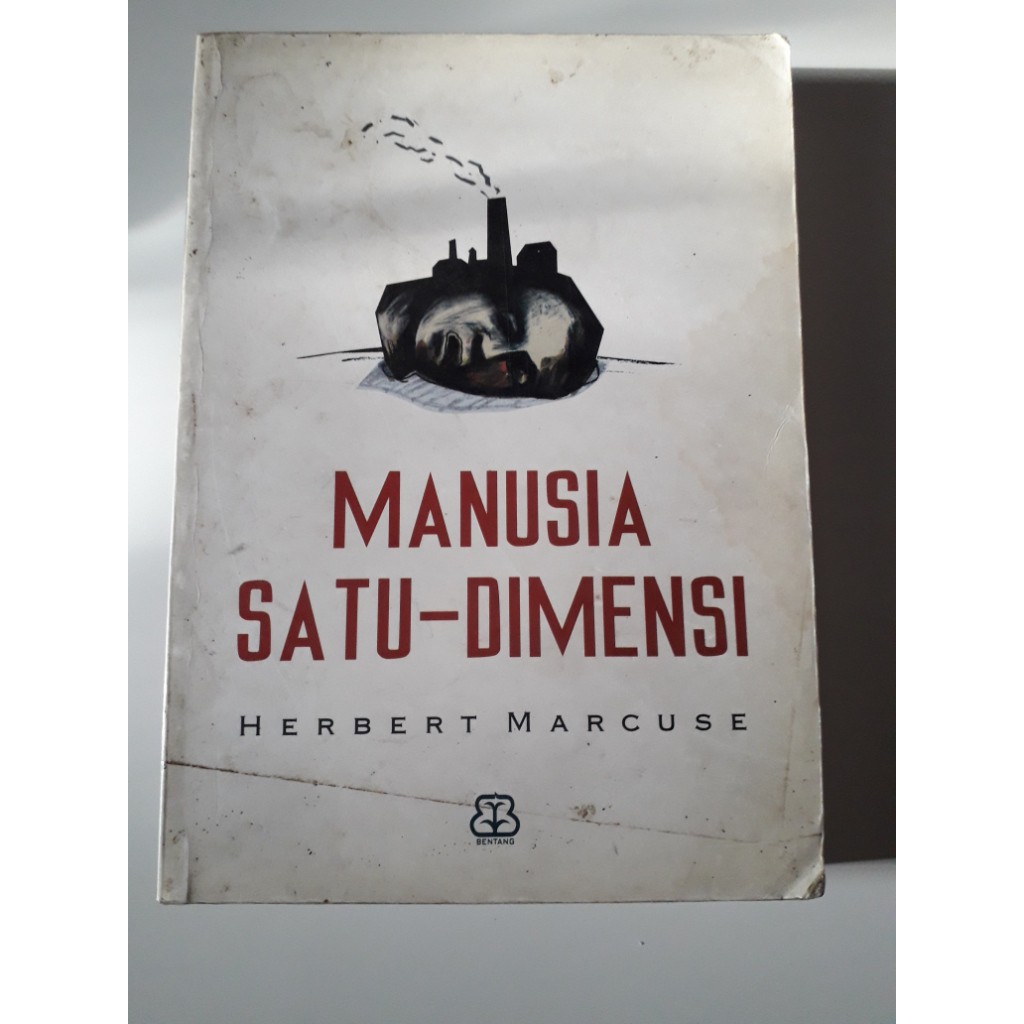 MANUSIA
SATU-DIMENSI
HERBERT MARCUSE
BENTANG